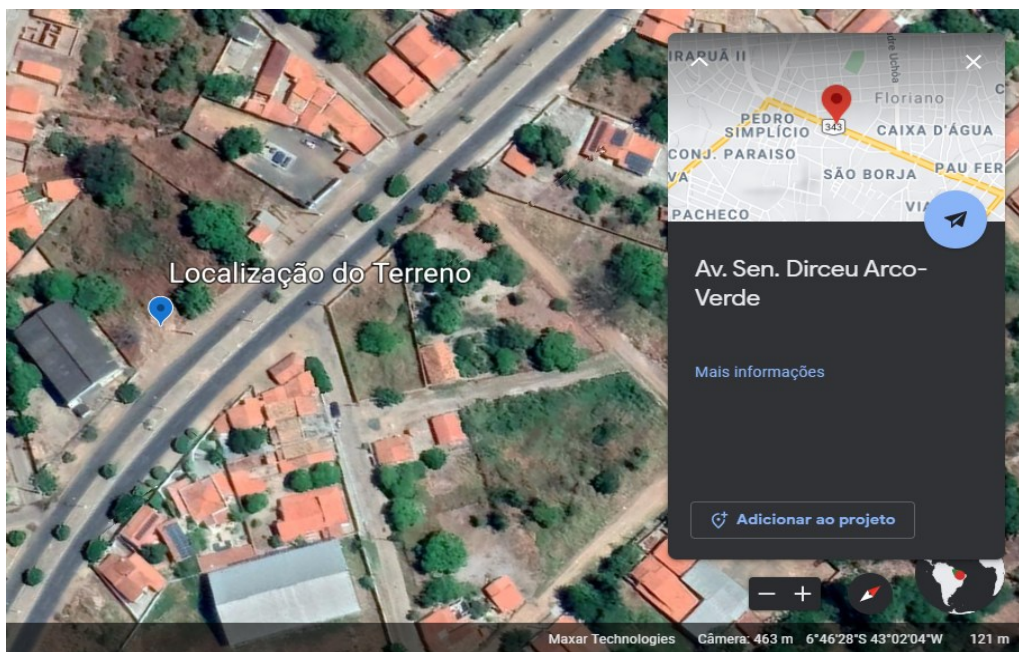 Localização do Terreno
IRAPUÃ II
Floriano
PEDRO
SIMPLÍCIO
343
CAIXA D'ÁGUA
CONJ. PARAISO
VA
SÃO BORJA
PAU FER
PACHECO
Av. Sen. Dirceu Arco-
Verde
Mais informações
Adicionar ao projeto
Maxar Technologies Câmera: 463 m 6°46'28"S 43°02'04"W 121 m